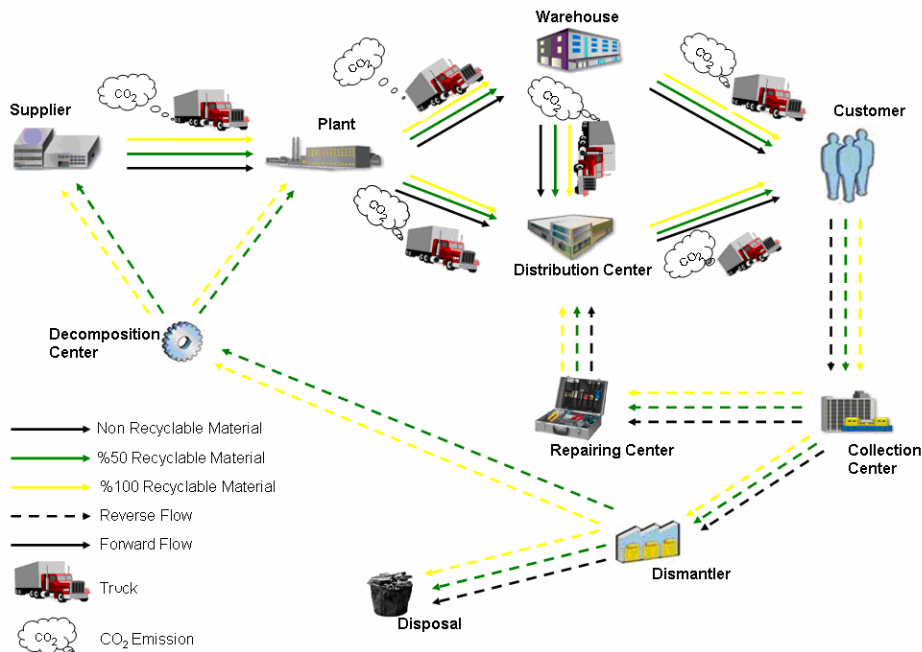 Warehouse
CO2
CO2
CO2
CO2
Supplier
Plant
Customer
CO2
CO2
Distribution Center
Decomposition
Center
Repairing Center
Collection
Center
Non Recyclable Material
%50 Recyclable Material
%100 Recyclable Material
Reverse Flow
Forward Flow
Truck
Dismantler
Disposal
CO2
CO2 Emission